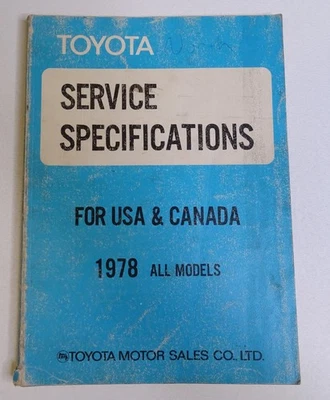 TOYOTA
SERVICE
SPECIFICATIONS
FOR USA & CANADA
1978 ALL MODELS
TOYOTA MOTOR SALES CO., LTD.